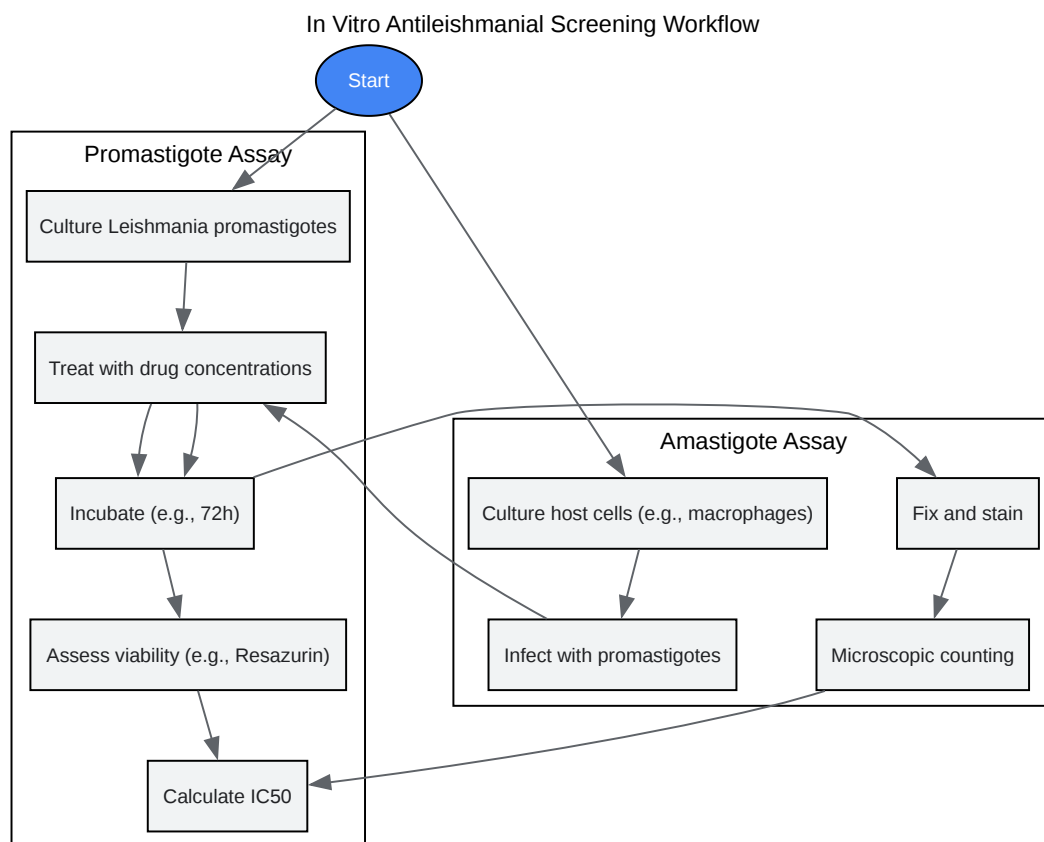 In Vitro Antileishmanial Screening Workflow
Start
Promastigote Assay
Culture Leishmania promastigotes
Treat with drug concentrations
Incubate (e.g., 72h)
Assess viability (e.g., Resazurin)
Calculate IC50
Amastigote Assay
Culture host cells (e.g., macrophages)
Fix and stain
Infect with promastigotes
Microscopic counting